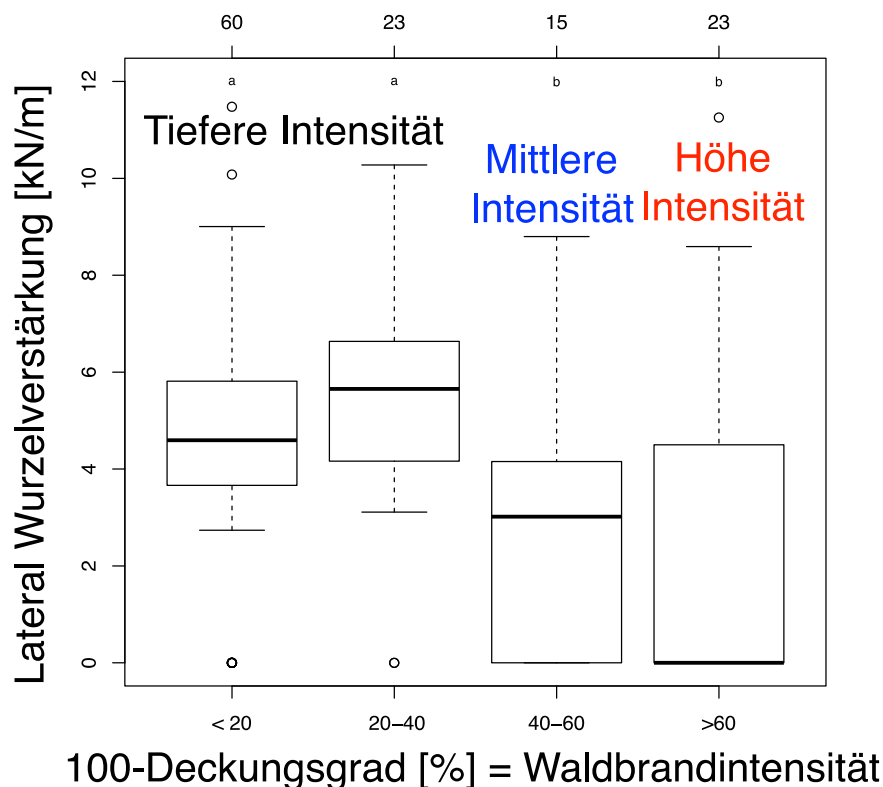 60 23 15 23
Lateral Wurzelverstärkung [kN/m]
12
10
8
6
4
2
0
a a b b
Tiefere Intensität
Mittlere
Intensität
Höhe
Intensität
< 20 20–40 40–60 >60
100-Deckungsgrad [%] = Waldbrandintensität